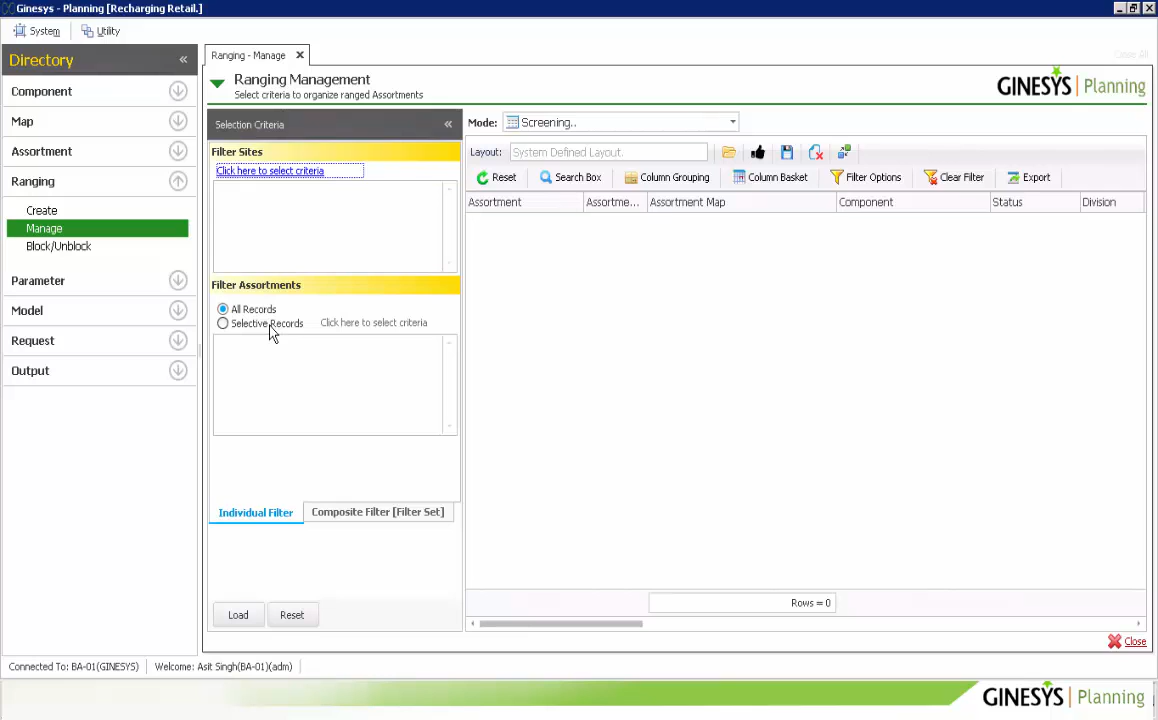 Ginesys - Planning [Recharging Retail.]
System
Utility
Directory
Component
Map
Assortment
Ranging
Create
Manage
Block/Unblock
Parameter
Model
Request
Output
Ranging - Manage
Close All
Ranging Management
Select criteria to organize ranged Assortments
GINESYS | Planning
Selection Criteria
Filter Sites
Click here to select criteria
Filter Assortments
All Records
Selective Records
Click here to select criteria
Individual Filter
Composite Filter [Filter Set]
Load
Reset
Mode: Screening..
Layout: System Defined Layout.
Reset
Search Box
Column Grouping
Column Basket
Filter Options
Clear Filter
Export
Assortment
Assortme...
Assortment Map
Component
Status
Division
Rows = 0
Close
Connected To: BA-01(GINESYS)
Welcome: Asit Singh(BA-01)(adm)
GINESYS | Planning